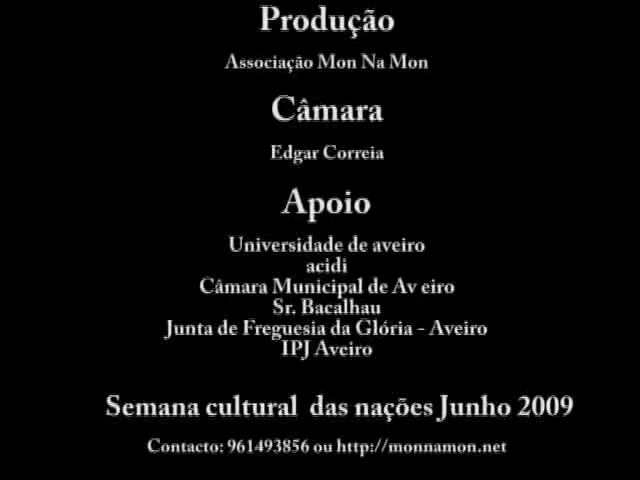 Produção
Associação Mon Na Mon
Câmara
Edgar Correia
Apoio
Universidade de aveiro
acidi
Câmara Municipal de Av eiro
Sr. Bacalhau
Junta de Freguesia da Glória - Aveiro
IPJ Aveiro
Semana cultural  das nações Junho 2009
Contacto: 961493856 ou http://monnamon.net